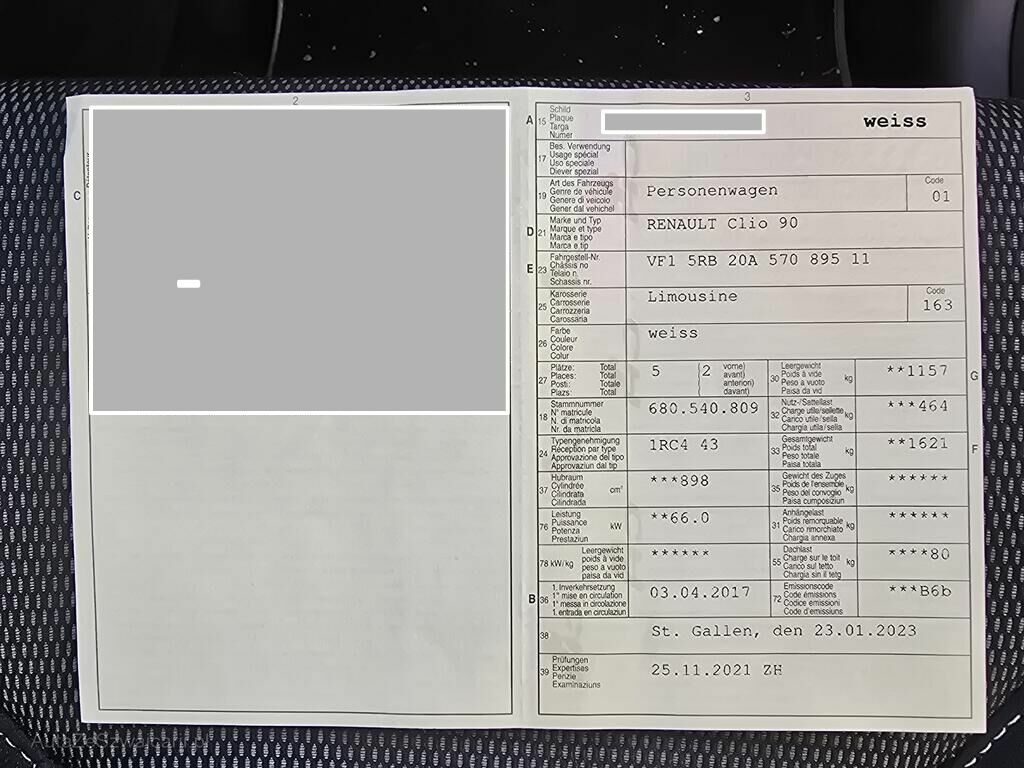 2
3
C
A 15 Schild
Plaque
Targa
Numer
weiss
17 Bes. Verwendung
Usage spécial
Uso speciale
Diever spezial
19 Art des Fahrzeugs
Genre de véhicule
Genere di veicolo
Gener dal vehichel
Personenwagen
Code
01
D 21 Marke und Typ
Marque et type
Marca e tipo
Marca e tip
RENAULT Clio 90
E 23 Fahrgestell-Nr.
Châssis no
Telaio n.
Schassis nr.
VF1 5RB 20A 570 895 11
25 Karosserie
Carrosserie
Carrozzeria
Carossaria
Limousine
Code
163
26 Farbe
Couleur
Colore
Colur
weiss
27 Plätze: Total
Places: Total
Posti: Totale
Plazs: Total
5 (2 vorne)
avant)
anterior)
davant)
30 Leergewicht
Poids à vide
Peso a vuoto
Paisa da vid
kg
**1157
G
18 Stammnummer
N° matricule
N. di matricola
Nr. da matricla
680.540.809
32 Nutz-/Sattellast
Charge utile/sellette
Carico utile/sella
Chargia utila/sella
kg
***464
24 Typengenehmigung
Réception par type
Approvazione del tipo
Approvaziun dal tip
1RC4 43
33 Gesamtgewicht
Poids total
Peso totale
Paisa totala
kg
**1621
F
37 Hubraum
Cylindrée
Cilindrata
Cilindrada
cm³
***898
35 Gewicht des Zuges
Poids de l'ensemble
Peso del convoglio
Paisa cumposiziun
kg
******
76 Leistung
Puissance
Potenza
Prestaziun
kW
**66.0
31 Anhängelast
Poids remorquable
Carico rimorchiato
Chargia annexa
kg
******
78 kW/kg Leergewicht
poids à vide
peso a vuoto
paisa da vid
******
55 Dachlast
Charge sur le toit
Carico sul tetto
Chargia sin il tetg
kg
****80
B 36 1. Inverkehrsetzung
1re mise en circulation
1a messa in circolazione
1. entrada en circulaziun
03.04.2017
72 Emissionscode
Code émissions
Codice emissioni
Code d'emissiuns
***B6b
38 St. Gallen, den 23.01.2023
39 Prüfungen
Expertises
Perizie
Examinaziuns
25.11.2021 ZH